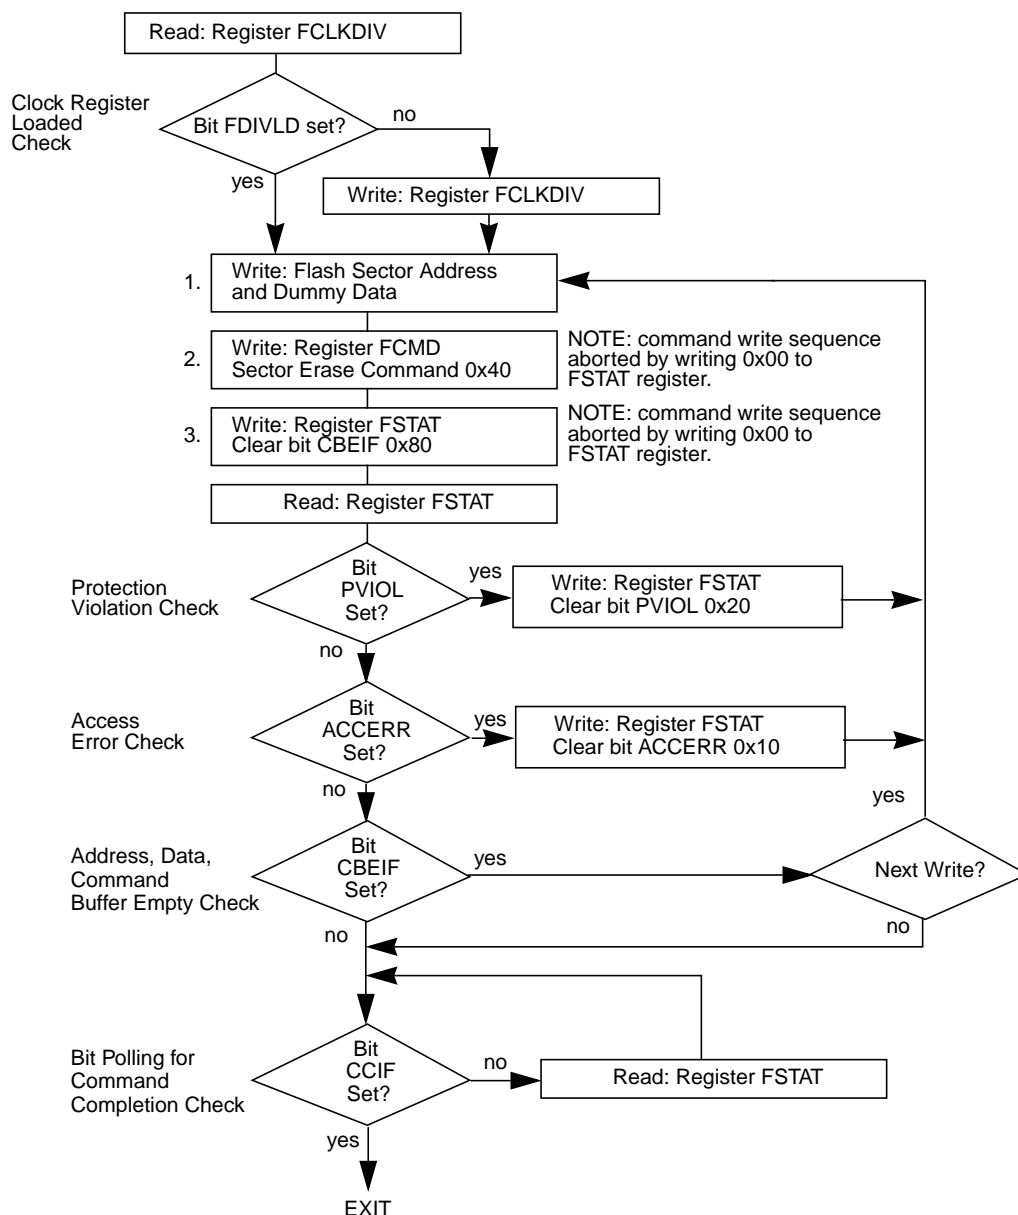 Read: Register FCLKDIV
Clock Register
Loaded
Check
Bit FDIVLD set?
no
yes
Write: Register FCLKDIV
1.
Write: Flash Sector Address
and Dummy Data
2.
Write: Register FCMD
Sector Erase Command 0x40
NOTE: command write sequence
aborted by writing 0x00 to
FSTAT register.
3.
Write: Register FSTAT
Clear bit CBEIF 0x80
NOTE: command write sequence
aborted by writing 0x00 to
FSTAT register.
Read: Register FSTAT
Protection
Violation Check
Bit
PVIOL
Set?
yes
Write: Register FSTAT
Clear bit PVIOL 0x20
no
Access
Error Check
Bit
ACCERR
Set?
yes
Write: Register FSTAT
Clear bit ACCERR 0x10
no
yes
Address, Data,
Command
Buffer Empty Check
Bit
CBEIF
Set?
yes
Next Write?
no
no
Bit Polling for
Command
Completion Check
Bit
CCIF
Set?
no
Read: Register FSTAT
yes
EXIT